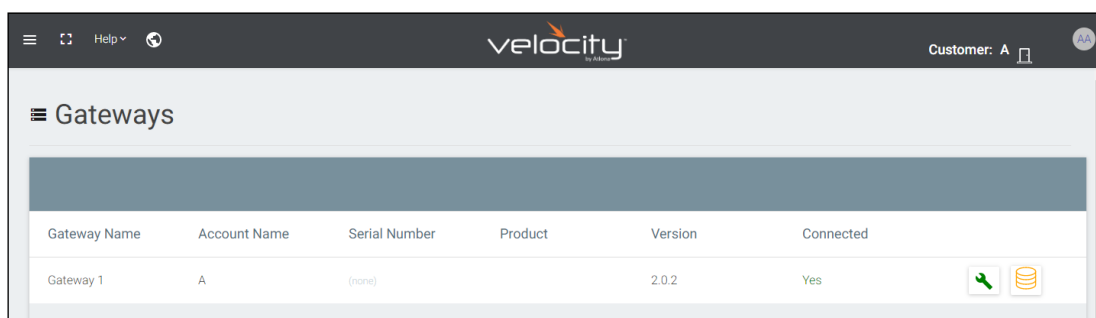 Help
velocity
by Atlona
Customer: A
AA
Gateways
Gateway Name Account Name Serial Number Product Version Connected
Gateway 1 A (none) 2.0.2 Yes